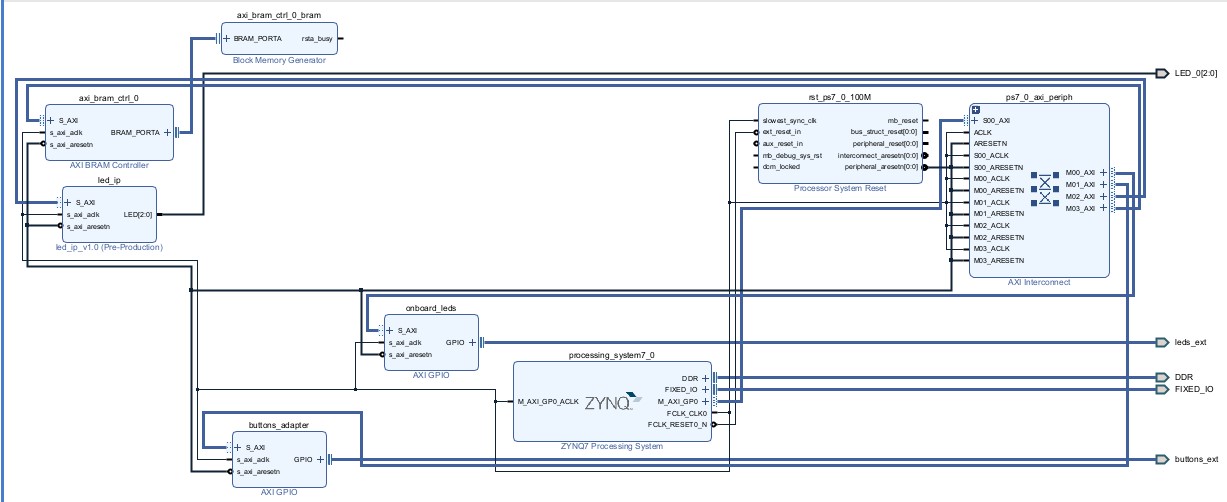 axi_bram_ctrl_0_bram
BRAM_PORTA rsta_busy
Block Memory Generator
LED_0[2:0]
axi_bram_ctrl_0
S_AXI
s_axi_aclk BRAM_PORTA
s_axi_aresetn
AXI BRAM Controller
led_ip
S_AXI
s_axi_aclk LED[2:0]
s_axi_aresetn
led_ip_v1.0 (Pre-Production)
rst_ps7_0_100M
slowest_sync_clk mb_reset
ext_reset_in bus_struct_reset[0:0]
aux_reset_in peripheral_reset[0:0]
mb_debug_sys_rst interconnect_aresetn[0:0]
dcm_locked peripheral_aresetn[0:0]
Processor System Reset
ps7_0_axi_periph
S00_AXI
ACLK
ARESETN
S00_ACLK
S00_ARESETN
M00_ACLK
M00_ARESETN
M01_ACLK
M01_ARESETN
M02_ACLK
M02_ARESETN
M03_ACLK
M03_ARESETN
M00_AXI
M01_AXI
M02_AXI
M03_AXI
AXI Interconnect
onboard_leds
S_AXI
s_axi_aclk GPIO
s_axi_aresetn
AXI GPIO
leds_ext
processing_system7_0
DDR
FIXED_IO
M_AXI_GP0_ACLK ZYNQ M_AXI_GP0
FCLK_CLK0
FCLK_RESET0_N
ZYNQ7 Processing System
DDR
FIXED_IO
buttons_adapter
S_AXI
s_axi_aclk GPIO
s_axi_aresetn
AXI GPIO
buttons_ext